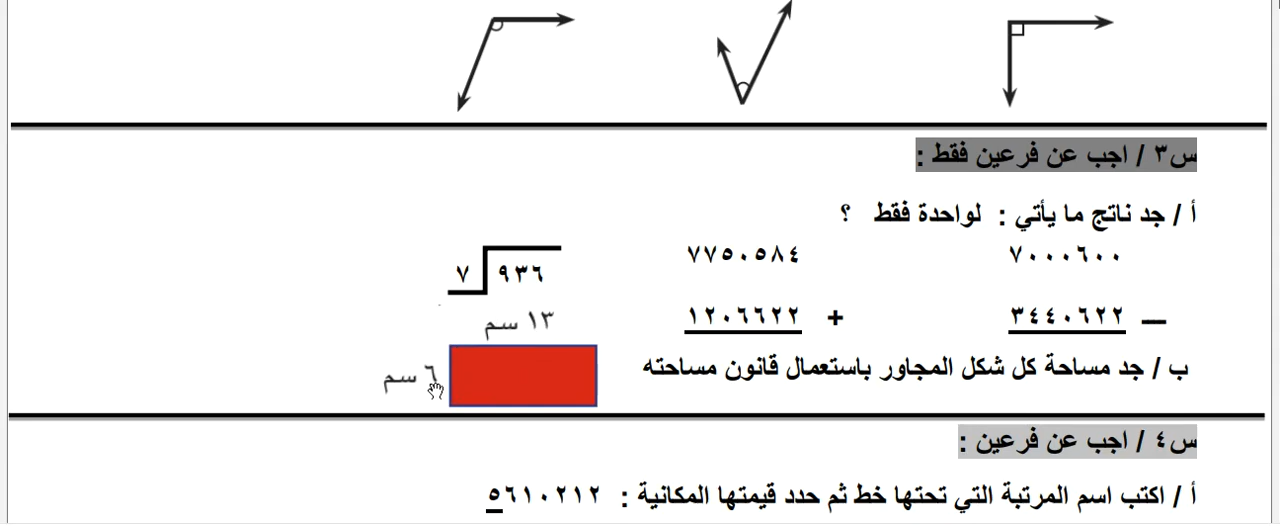 س٣ / اجب عن فرعين فقط :
أ / جد ناتج ما يأتي : لواحدة فقط ؟
٧٠٠٠٦٠٠ ٧٧٥٠٥٨٤ ٧ ٩٣٦
— ٣٤٤٠٦٢٢ + ١٢٠٦٦٢٢
١٣ سم
ب / جد مساحة كل شكل المجاور باستعمال قانون مساحته ٦ سم
س٤ / اجب عن فرعين :
أ / اكتب اسم المرتبة التي تحتها خط ثم حدد قيمتها المكانية : ٥٦١٠٢١٢